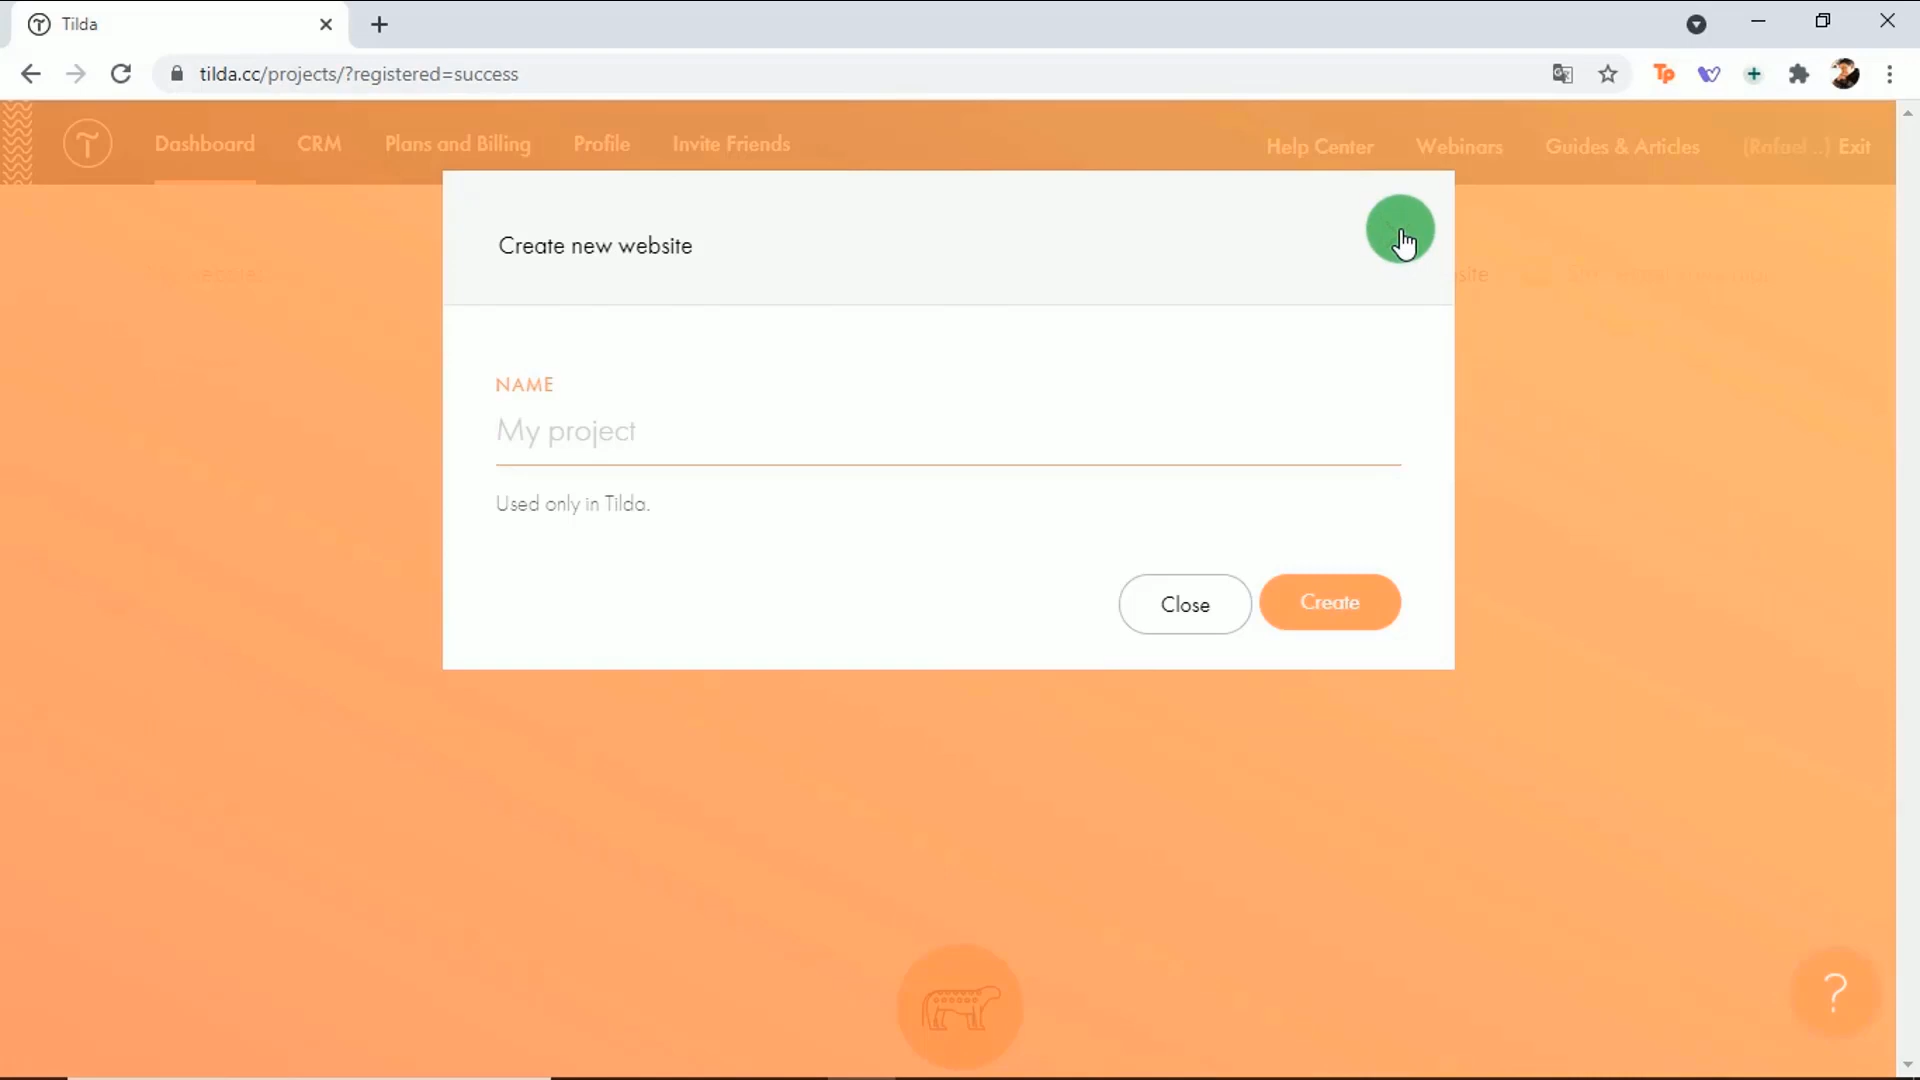 Tilda
tilda.cc/projects/?registered=success
Dashboard CRM Plans and Billing Profile Invite Friends Help Center Webinars Guides & Articles (Rafael ..) Exit
Create new website
NAME
My project
Used only in Tilda.
Close Create
?